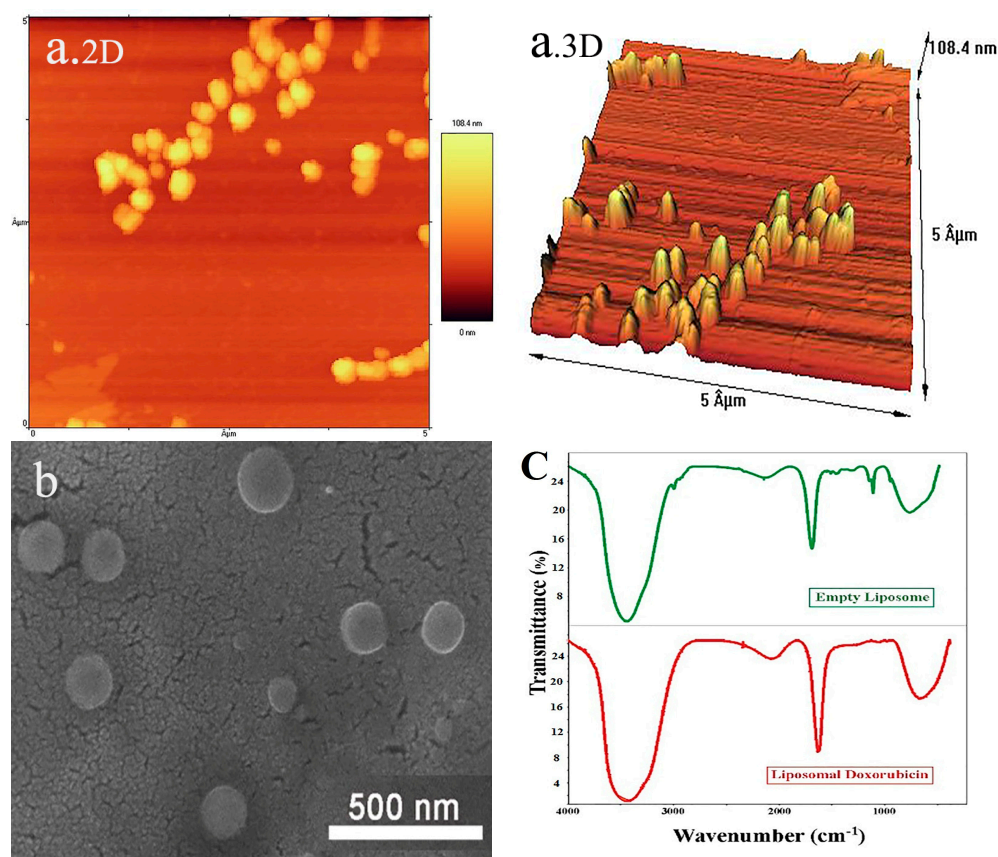 a.2D
5
108.4 nm
Âµm
0 nm
0
0
Âµm
5
a.3D
108.4 nm
5 Âµm
5 Âµm
b
500 nm
C
24
20
16
12
8
Empty Liposome
Transmittance (%)
24
20
16
12
8
4
Liposomal Doxorubicin
4000
3000
2000
1000
Wavenumber (cm⁻¹)